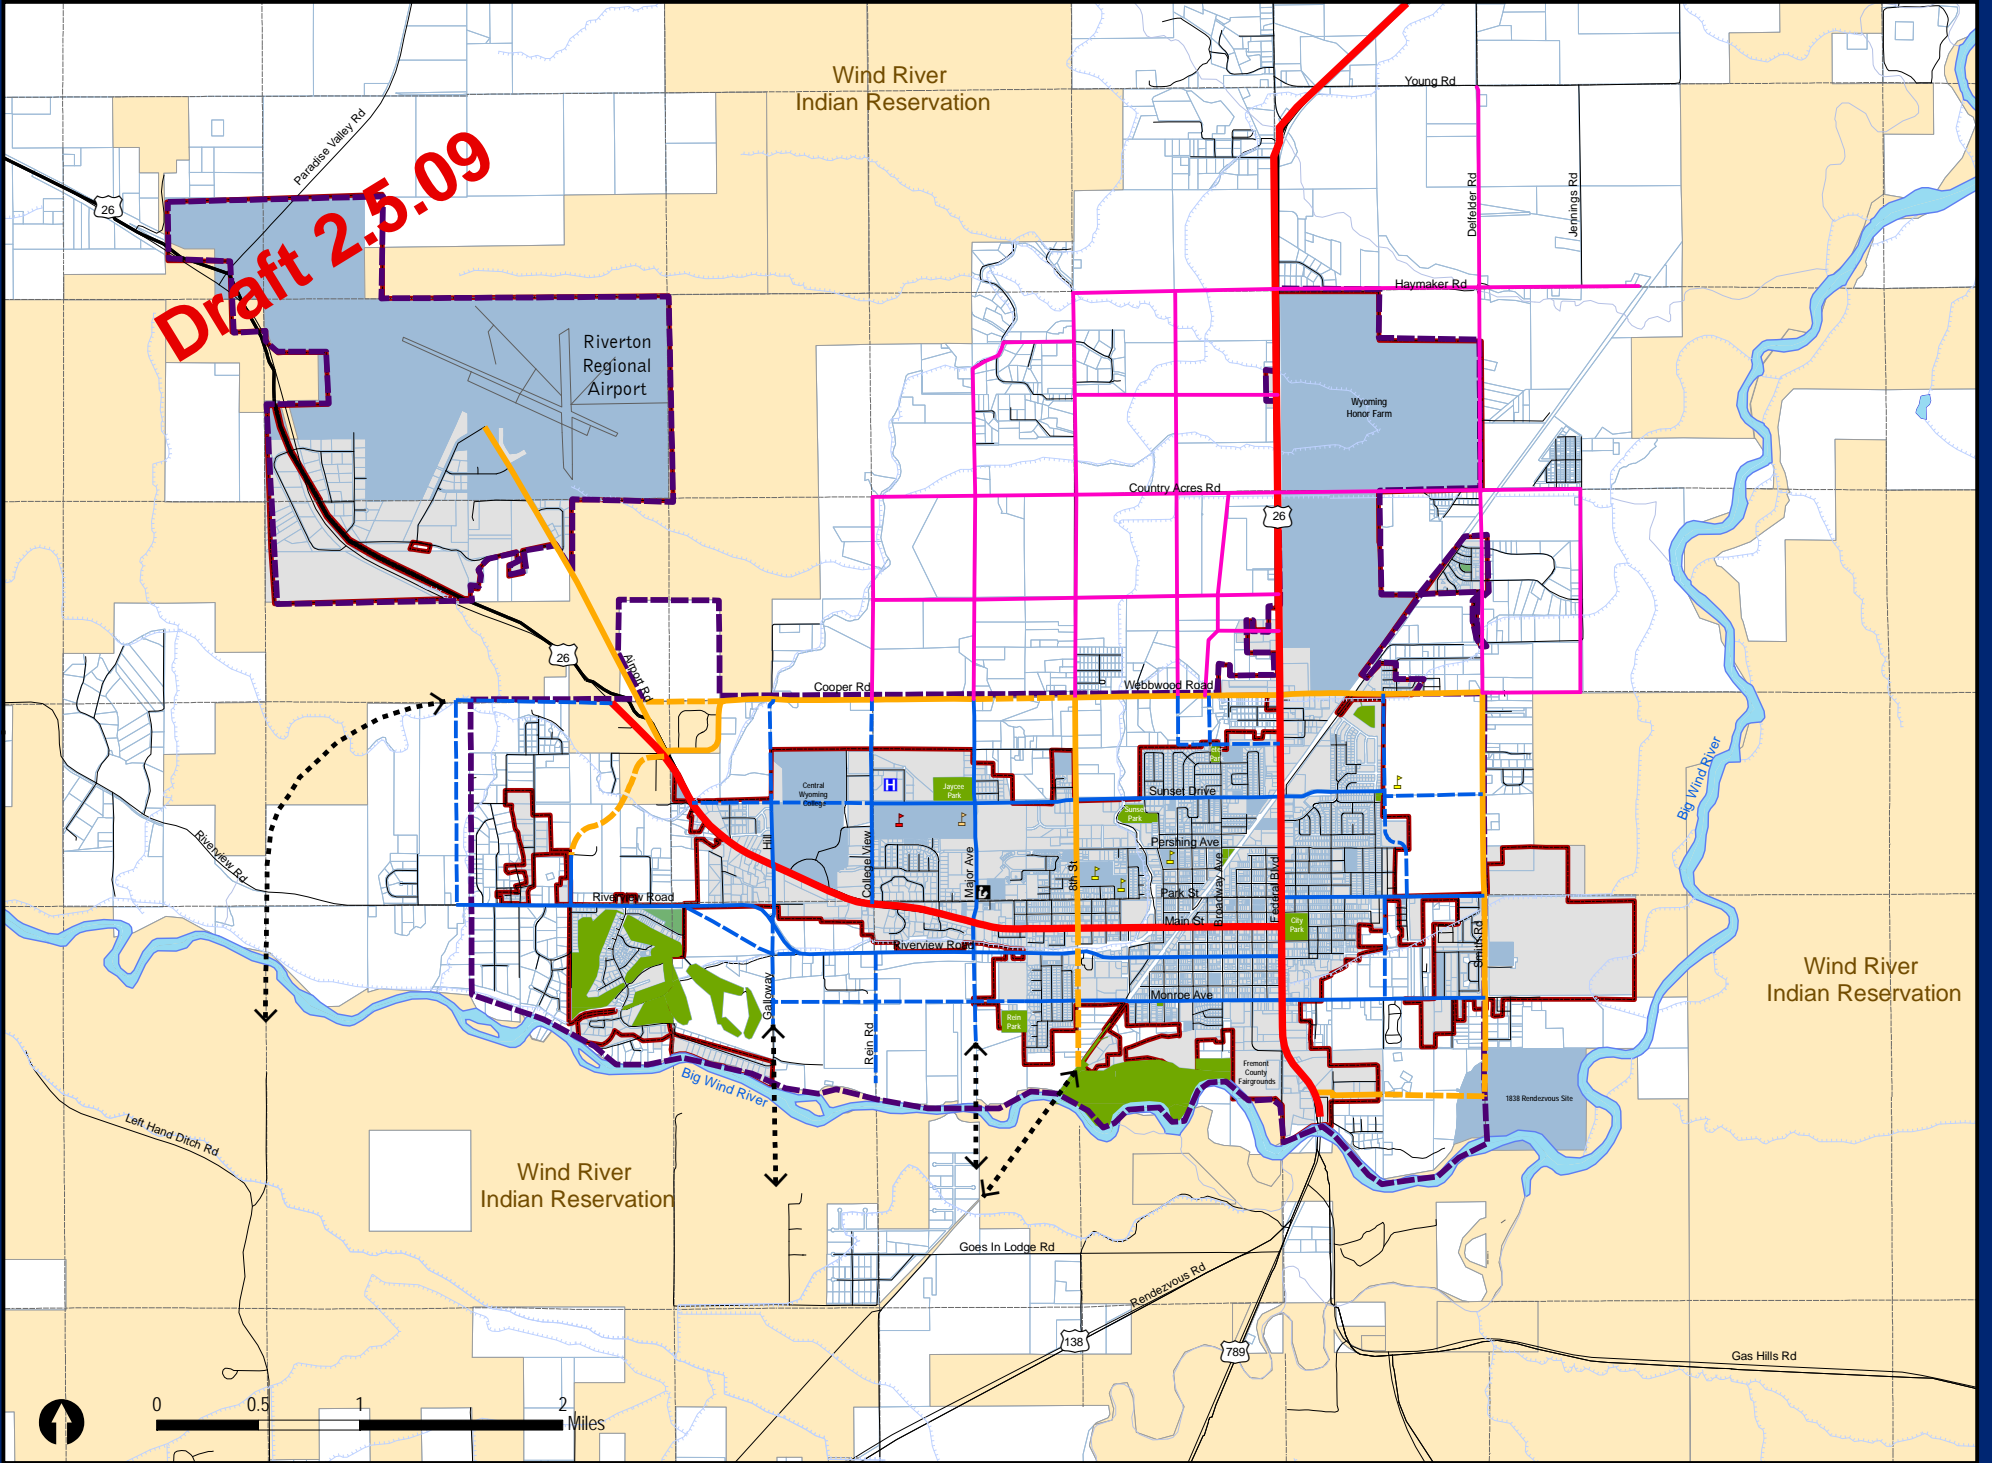 Wind River
Indian Reservation
Young Rd
Paradise Valley Rd
26
Draft 2.5.09
Delfelder Rd
Jennings Rd
Haymaker Rd
Riverton
Regional
Airport
Wyoming
Honor Farm
Country Acres Rd
26
26
Airport Rd
Cooper Rd
Webbwood Road
Big Wind River
Central
Wyoming
College
H
Jaycee
Park
Park
Sunset Drive
Sunset
Park
Hill
College View
Major Ave
8th St
Pershing Ave
Broadway Ave
Federal Blvd
Riverview Rd
Riverview Road
Park St
Main St
City
Park
Riverview Road
Smith Rd
Wind River
Indian Reservation
Galloway
Monroe Ave
Rein
Park
Rein Rd
Fremont
County
Fairgrounds
Big Wind River
1838 Rendezvous Site
Left Hand Ditch Rd
Wind River
Indian Reservation
Goes In Lodge Rd
Rendezvous Rd
138
789
Gas Hills Rd
0 0.5 1 2
Miles